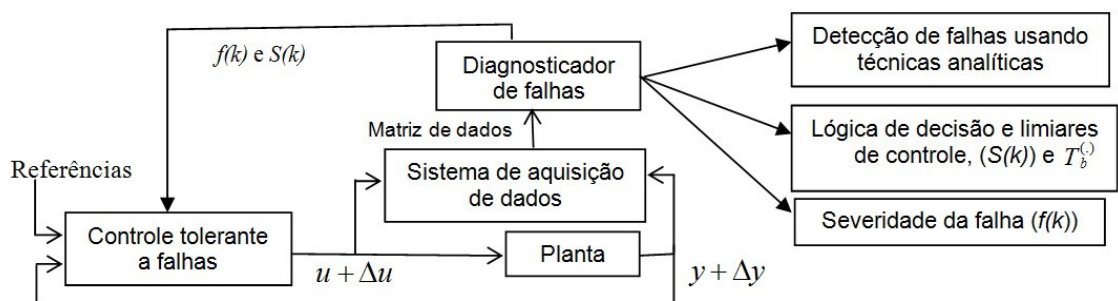 f(k) e S(k)
Diagnosticador
de falhas
Detecção de falhas usando
técnicas analíticas
Matriz de dados
Lógica de decisão e limiares
de controle, (S(k)) e T_b^(.)
Referências
Sistema de aquisição
de dados
Severidade da falha (f(k))
Controle tolerante
a falhas
Planta
u + Δu
y + Δy